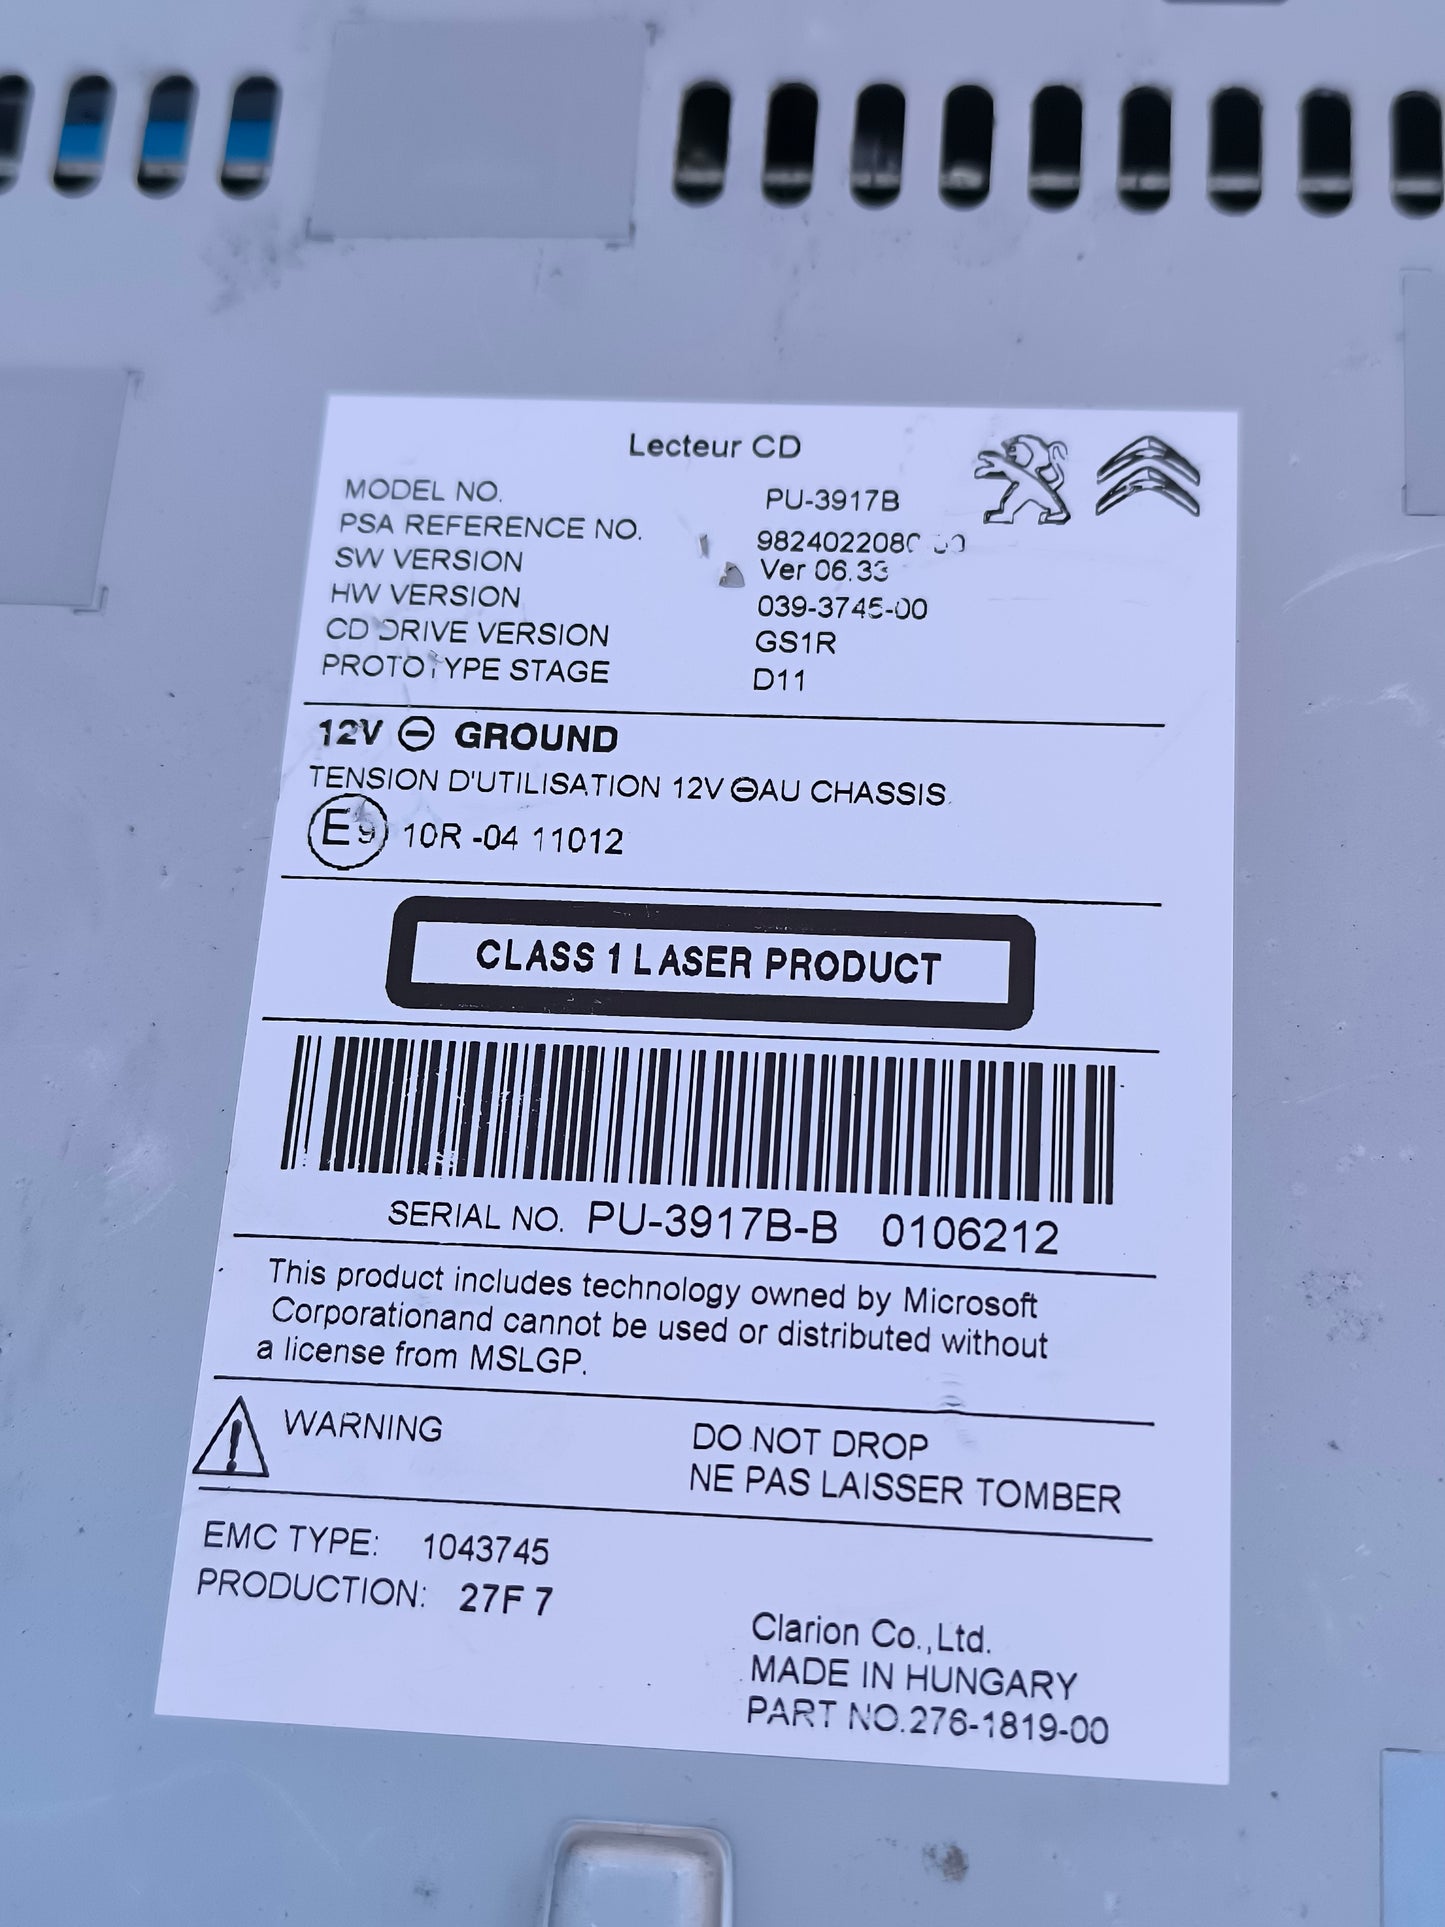 Lecteur CD
MODEL NO. PU-3917B
PSA REFERENCE NO.
SW VERSION Ver 06.33
HW VERSION 039-3745-00
CD DRIVE VERSION GS1R
PROTOTYPE STAGE D11
12V ⊖ GROUND
TENSION D'UTILISATION 12V ⊖AU CHASSIS
E9 10R -04 11012
CLASS 1 LASER PRODUCT
SERIAL NO. PU-3917B-B 0106212
This product includes technology owned by Microsoft
Corporationand cannot be used or distributed without
a license from MSLGP.
WARNING DO NOT DROP
NE PAS LAISSER TOMBER
EMC TYPE: 1043745
PRODUCTION: 27F 7
Clarion Co.,Ltd.
MADE IN HUNGARY
PART NO.276-1819-00